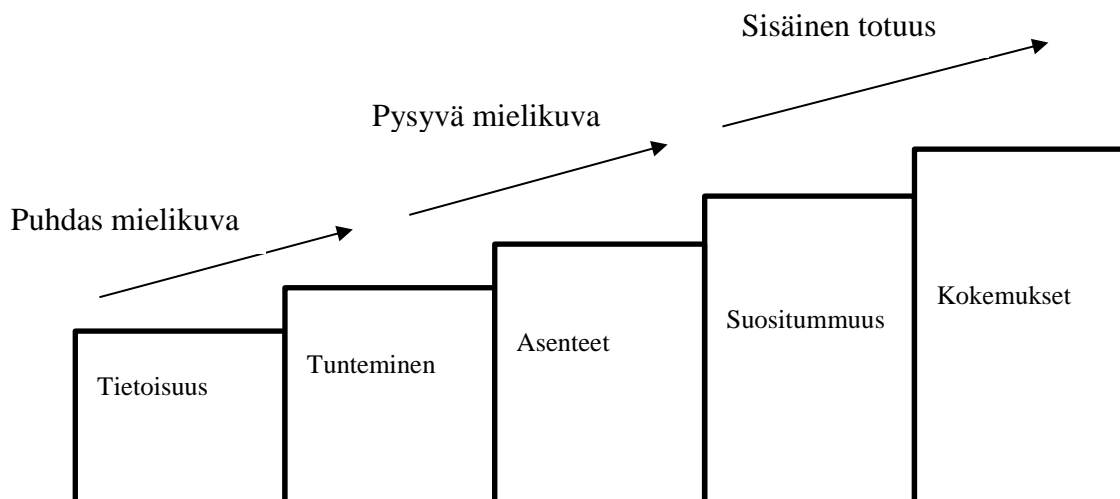 Sisäinen totuus
Pysyvä mielikuva
Puhdas mielikuva
Tietoisuus
Tunteminen
Asenteet
Suositummuus
Kokemukset